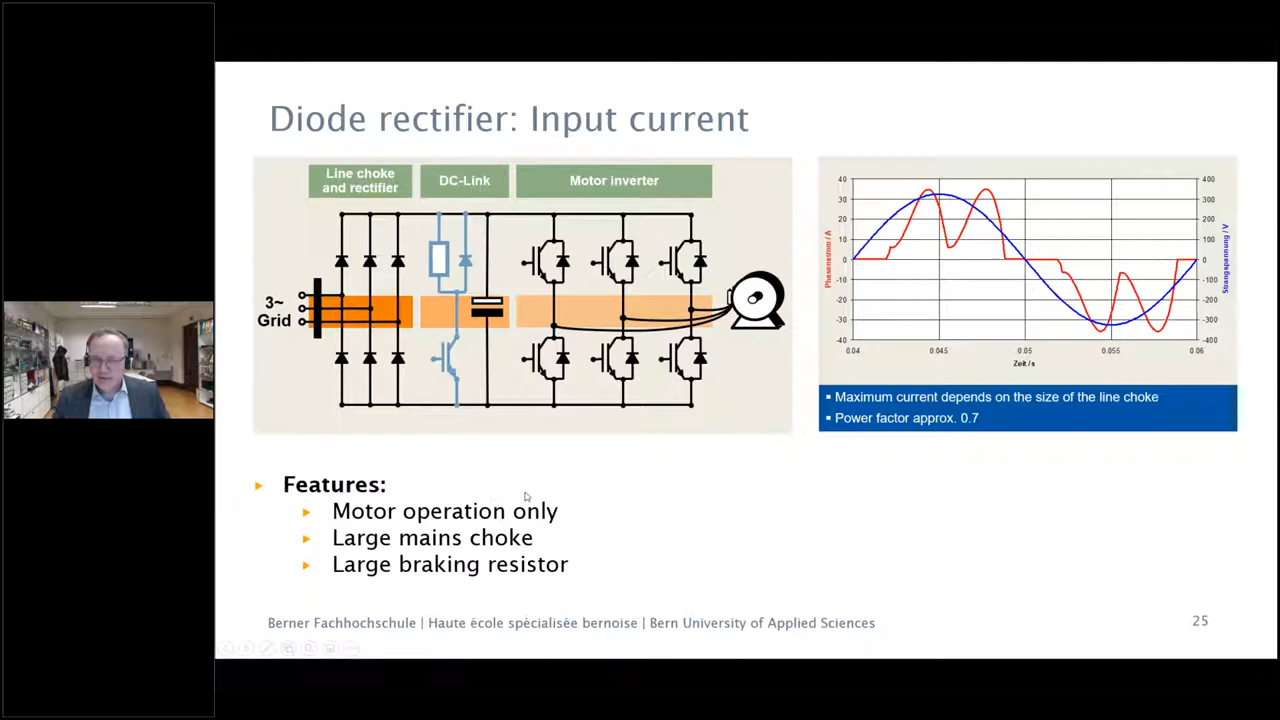 Diode rectifier: Input current
Line choke
and rectifier
DC-Link
Motor inverter
3~
Grid
40
30
20
10
0
-10
-20
-30
-40
400
300
200
100
0
-100
-200
-300
-400
Phasenstrom / A
Strangspannung / V
0.04
0.045
0.05
0.055
0.06
Zeit / s
▪ Maximum current depends on the size of the line choke
▪ Power factor approx. 0.7
▸ Features:
▸ Motor operation only
▸ Large mains choke
▸ Large braking resistor
Berner Fachhochschule | Haute école spécialisée bernoise | Bern University of Applied Sciences
25